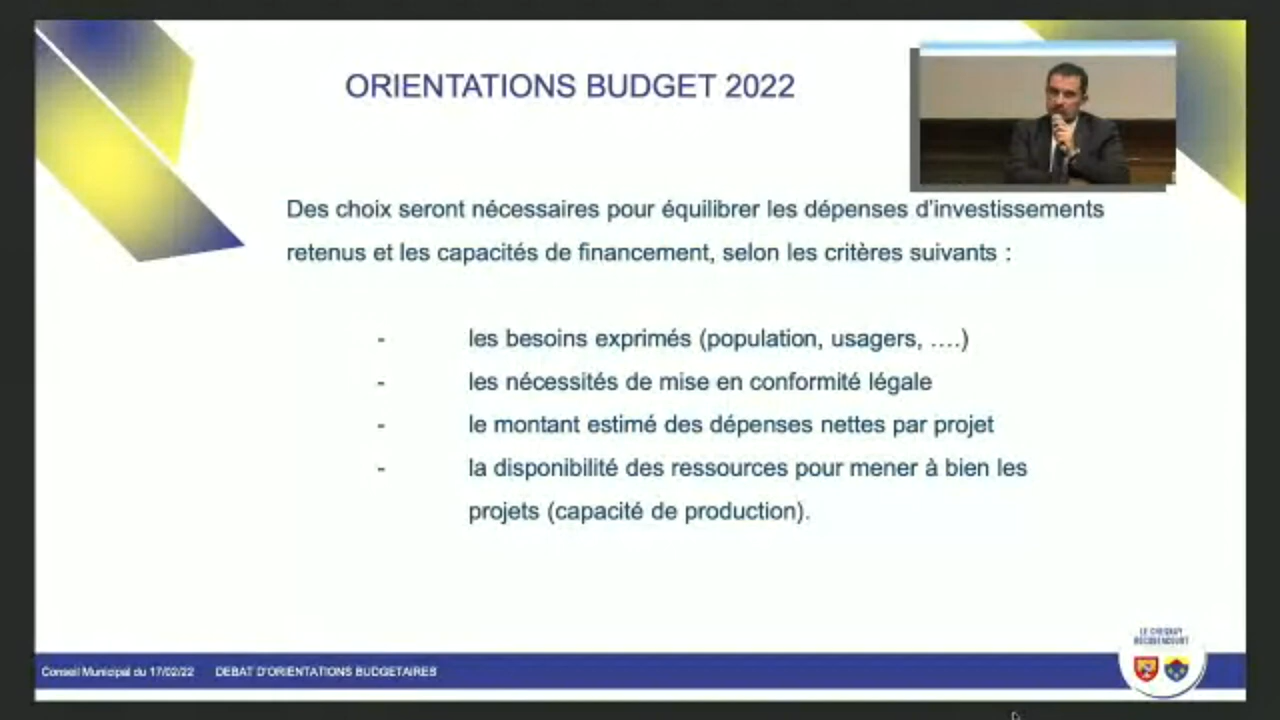 ORIENTATIONS BUDGET 2022
Des choix seront nécessaires pour équilibrer les dépenses d'investissements
retenus et les capacités de financement, selon les critères suivants :
- les besoins exprimés (population, usagers, ....)
- les nécessités de mise en conformité légale
- le montant estimé des dépenses nettes par projet
- la disponibilité des ressources pour mener à bien les
projets (capacité de production).
LE CHESNAY
ROCQUENCOURT
Conseil Municipal du 17/02/22 DEBAT D'ORIENTATIONS BUDGETAIRES